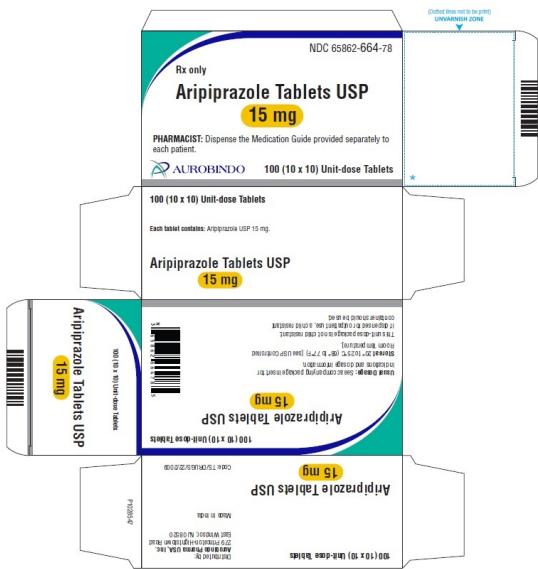 (Dotted lines not to be print)
UNVARNISH ZONE
NDC 65862-664-78
Rx only
Aripiprazole Tablets USP
15 mg
PHARMACIST: Dispense the Medication Guide provided separately to
each patient.
AUROBINDO
100 (10 x 10) Unit-dose Tablets
100 (10 x 10) Unit-dose Tablets
Each tablet contains: Aripiprazole USP 15 mg.
Aripiprazole Tablets USP
15 mg
Aripiprazole Tablets USP
15 mg
100 (10 x 10) Unit-dose Tablets
100 (10 x 10) Unit-dose Tablets
Aripiprazole Tablets USP
15 mg
Usual Dosage: See accompanying package insert for
indications and dosage information.
Store at 20° to 25°C (68° to 77°F); [see USP Controlled
Room Temperature].
This unit-dose package is not child resistant.
If dispensed for outpatient use, a child resistant
container should be used.
100 (10 x 10) Unit-dose Tablets
Aripiprazole Tablets USP
15 mg
Distributed by:
Aurobindo Pharma USA, Inc.
279 Princeton-Hightstown Road
East Windsor, NJ 08520
Made in India
Code: TS/DRUGS/22/2009